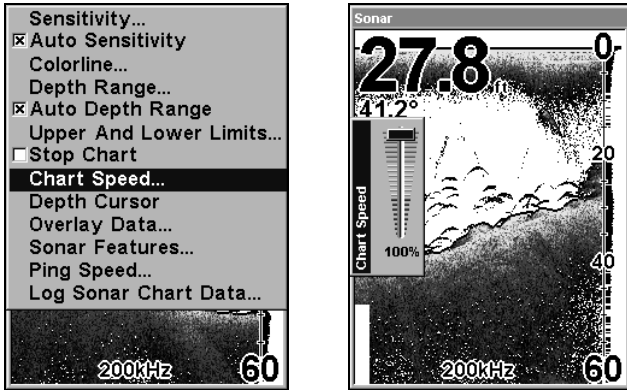 Sensitivity...
Auto Sensitivity
Colorline...
Depth Range...
Auto Depth Range
Upper And Lower Limits...
Stop Chart
Chart Speed...
Depth Cursor
Overlay Data...
Sonar Features...
Ping Speed...
Log Sonar Chart Data...
200kHz
60
Sonar
27.8 ft
0
41.2°
20
Chart Speed
100%
40
200kHz
60